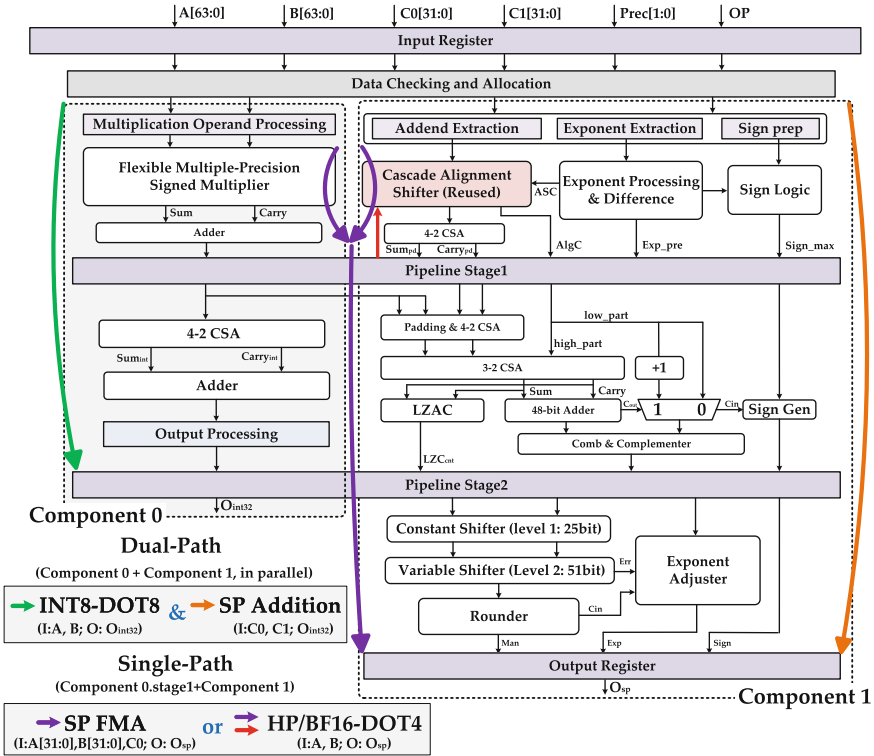 A[63:0] B[63:0] C0[31:0] C1[31:0] Prec[1:0] OP
Input Register
Data Checking and Allocation
Multiplication Operand Processing
Addend Extraction
Exponent Extraction
Sign prep
Flexible Multiple-Precision
Signed Multiplier
Cascade Alignment
Shifter (Reused)
ASC
Exponent Processing
& Difference
Sign Logic
Sum
Carry
Adder
4-2 CSA
Sumpd
Carrypd
AlgC
Exp_pre
Sign_max
Pipeline Stage1
4-2 CSA
Sumint
Carryint
Adder
Output Processing
Padding & 4-2 CSA
low_part
high_part
3-2 CSA
+1
Sum
Carry
LZAC
48-bit Adder
Cout
1 0
Cin
Sign Gen
Comb & Complementer
LZCcnt
Pipeline Stage2
Oint32
Component 0
Constant Shifter (level 1: 25bit)
Variable Shifter (Level 2: 51bit)
Err
Exponent
Adjuster
Rounder
Cin
Man
Exp
Sign
Output Register
Osp
Component 1
Dual-Path
(Component 0 + Component 1, in parallel)
INT8-DOT8 & SP Addition
(I:A, B; O: Oint32) (I:C0, C1; Oint32)
Single-Path
(Component 0.stage1+Component 1)
SP FMA or HP/BF16-DOT4
(I:A[31:0],B[31:0],C0; O: Osp) (I:A, B; O: Osp)